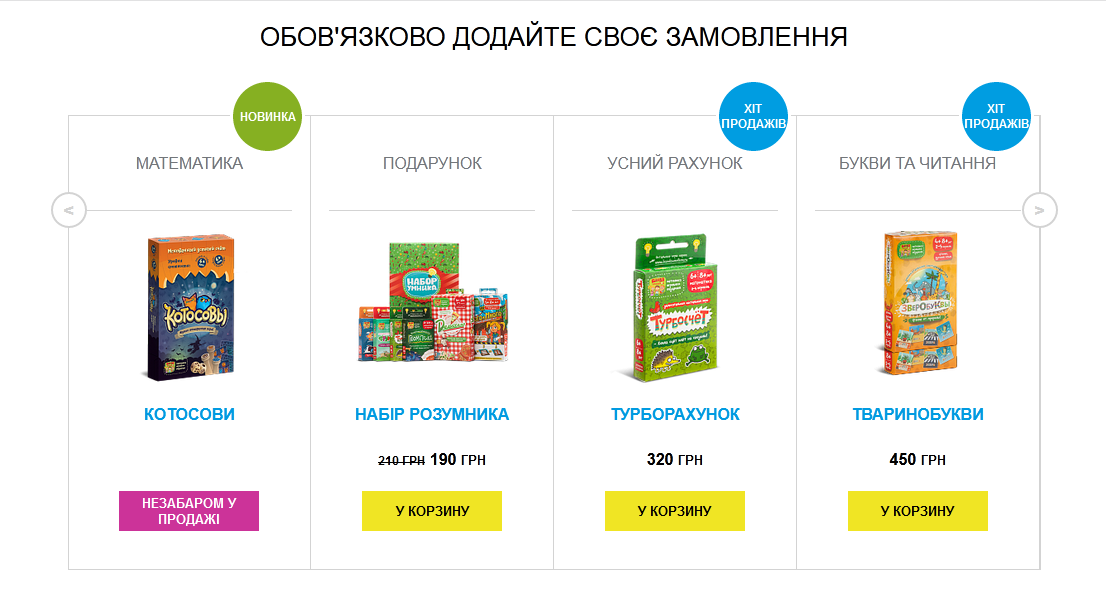 ОБОВ'ЯЗКОВО ДОДАЙТЕ СВОЄ ЗАМОВЛЕННЯ
НОВИНКА
МАТЕМАТИКА
<
КОТОСОВЫ
КОТОСОВИ
НЕЗАБАРОМ У
ПРОДАЖІ
ПОДАРУНОК
НАБОР
УМНИКА
НАБІР РОЗУМНИКА
210 ГРН 190 ГРН
У КОРЗИНУ
ХІТ
ПРОДАЖІВ
УСНИЙ РАХУНОК
ТУРБОСЧЁТ
ТУРБОРАХУНОК
320 ГРН
У КОРЗИНУ
ХІТ
ПРОДАЖІВ
БУКВИ ТА ЧИТАННЯ
>
ЗВЕРОБУКВЫ
ТВАРИНОБУКВИ
450 ГРН
У КОРЗИНУ